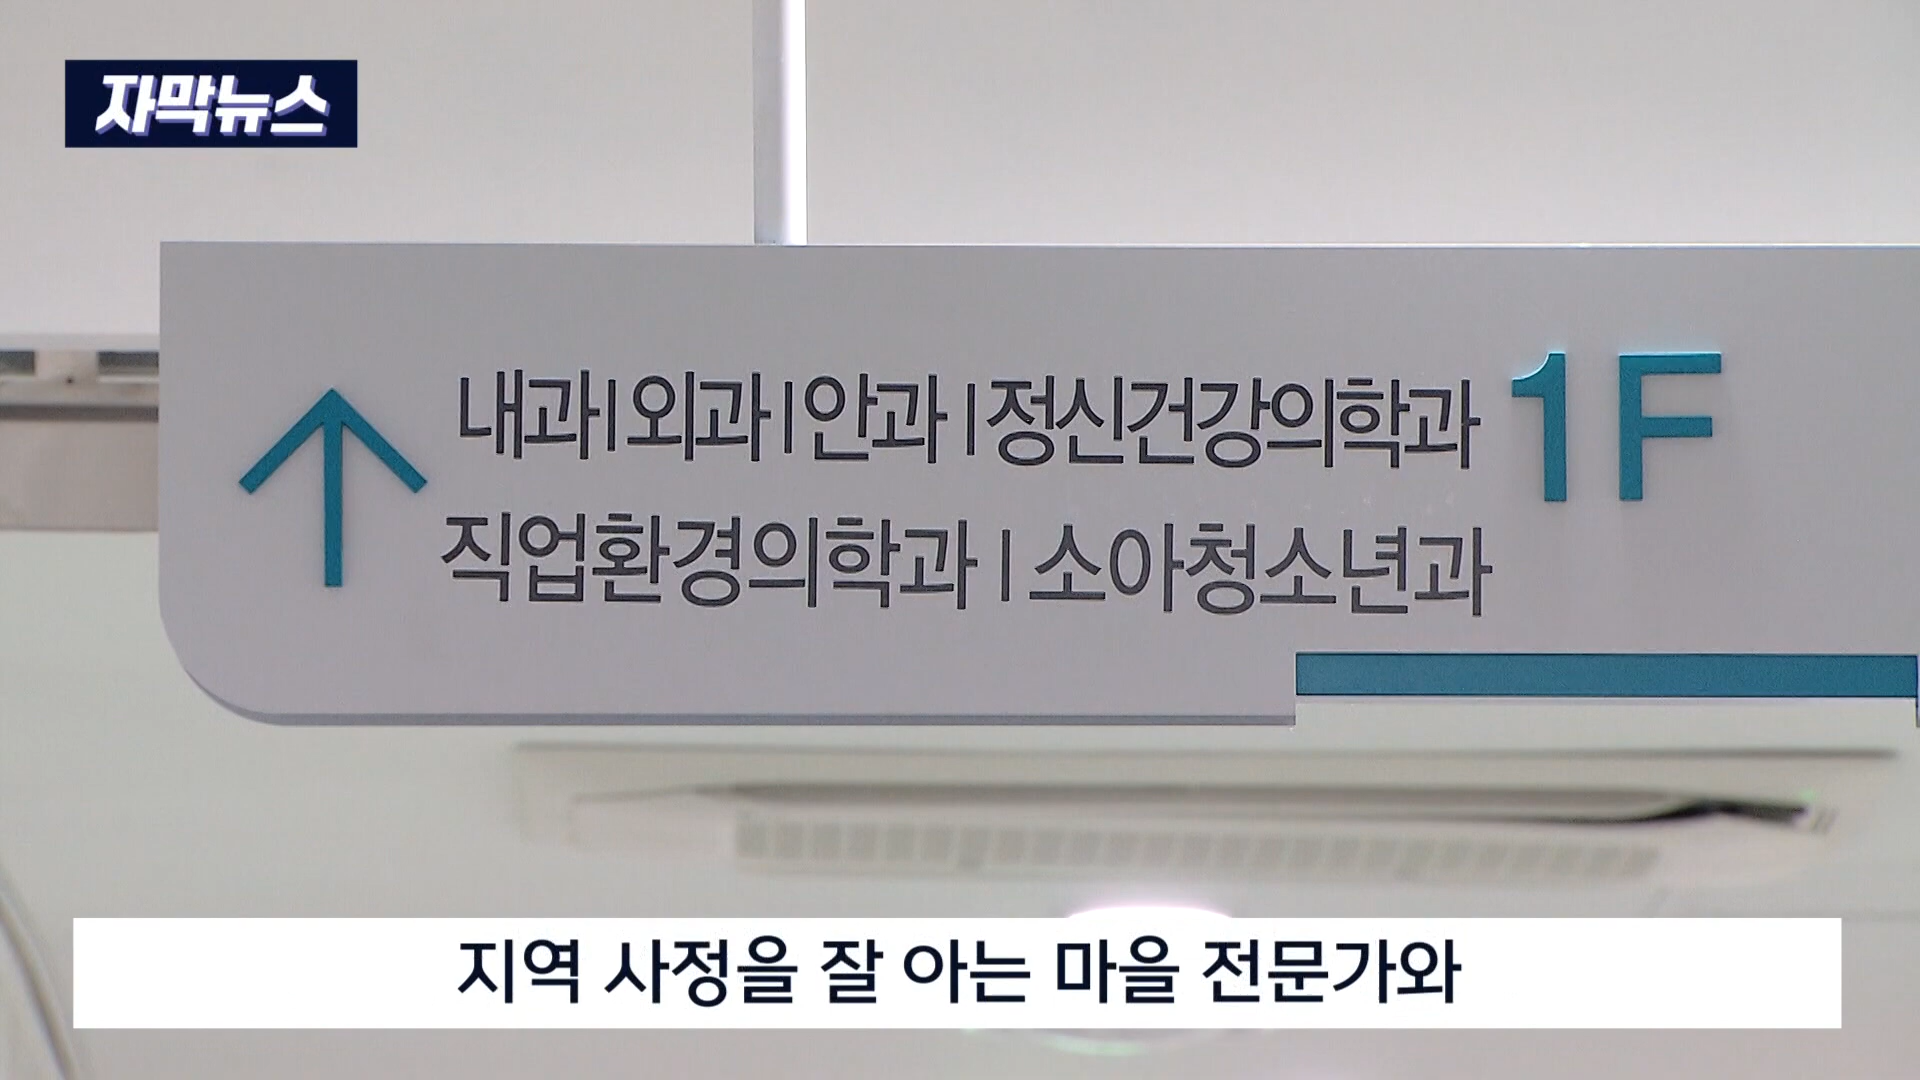 자막뉴스
내과 | 외과 | 안과 | 정신건강의학과 1F
직업환경의학과 | 소아청소년과
지역 사정을 잘 아는 마을 전문가와